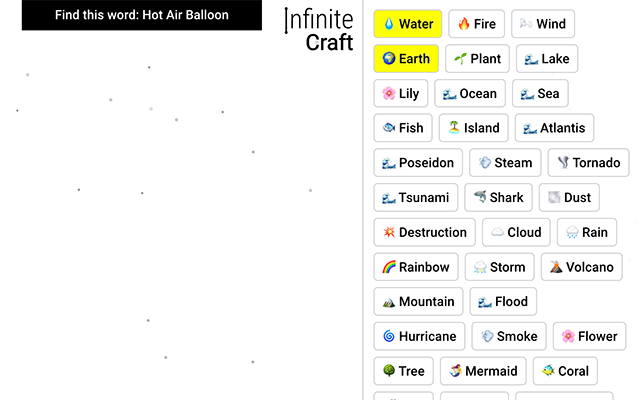 Find this word: Hot Air Balloon
Infinite
Craft
Water Fire Wind
Earth Plant Lake
Lily Ocean Sea
Fish Island Atlantis
Poseidon Steam Tornado
Tsunami Shark Dust
Destruction Cloud Rain
Rainbow Storm Volcano
Mountain Flood
Hurricane Smoke Flower
Tree Mermaid Coral